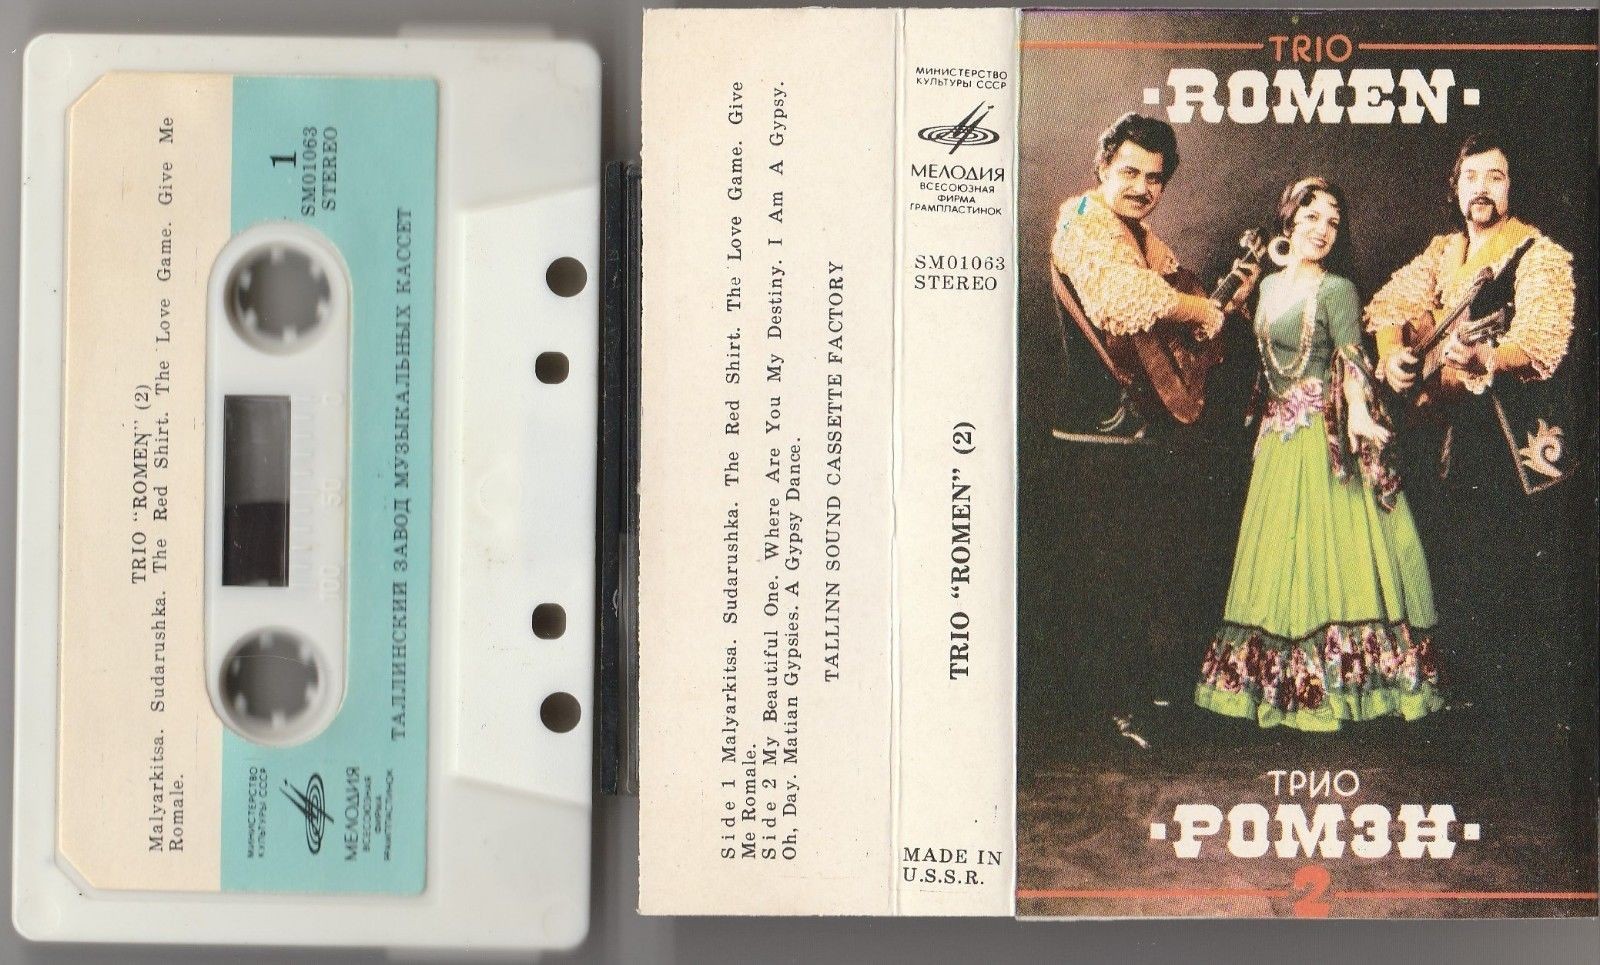 TRIO "ROMEN" (2)
Malyarkitsa. Sudarushka. The Red Shirt. The Love Game. Give Me
Romale.
1
SM01063
STEREO
ТАЛЛИНСКИЙ ЗАВОД МУЗЫКАЛЬНЫХ КАССЕТ
МИНИСТЕРСТВО
КУЛЬТУРЫ СССР
МЕЛОДИЯ
ВСЕСОЮЗНАЯ
ФИРМА
ГРАМПЛАСТИНОК
100 50 0
Side 1 Malyarkitsa. Sudarushka. The Red Shirt. The Love Game. Give
Me Romale.
Side 2 My Beautiful One. Where Are You My Destiny. I Am A Gypsy.
Oh, Day. Matian Gypsies. A Gypsy Dance.
TALLINN SOUND CASSETTE FACTORY
МИНИСТЕРСТВО
КУЛЬТУРЫ СССР
МЕЛОДИЯ
ВСЕСОЮЗНАЯ
ФИРМА
ГРАМПЛАСТИНОК
SM01063
STEREO
TRIO "ROMEN" (2)
MADE IN
U.S.S.R.
TRIO
·ROMEN·
ТРИО
·РОМЭН·
2